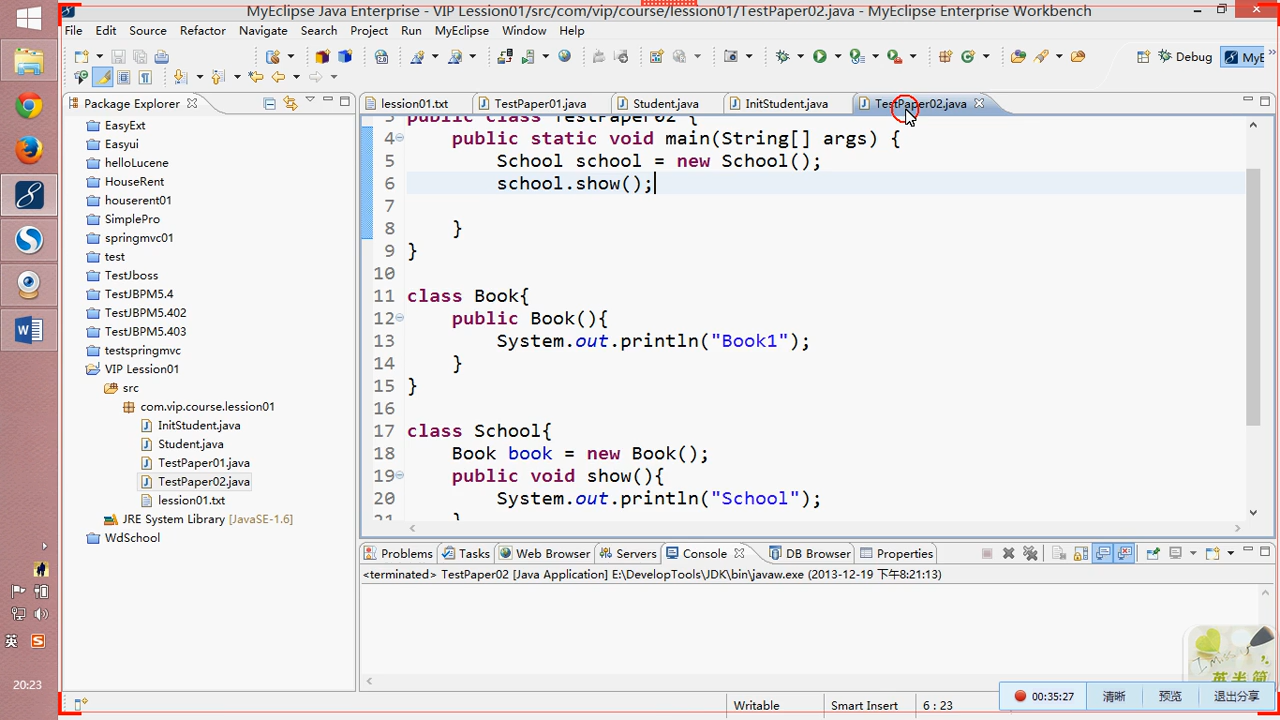 MyEclipse Java Enterprise - VIP Lession01/src/com/vip/course/lession01/TestPaper02.java - MyEclipse Enterprise Workbench
File Edit Source Refactor Navigate Search Project Run MyEclipse Window Help
Debug MyE
Package Explorer
lession01.txt TestPaper01.java Student.java InitStudent.java TestPaper02.java
EasyExt
Easyui
helloLucene
HouseRent
houserent01
SimplePro
springmvc01
test
TestJboss
TestJBPM5.4
TestJBPM5.402
TestJBPM5.403
testspringmvc
VIP Lession01
src
com.vip.course.lession01
InitStudent.java
Student.java
TestPaper01.java
TestPaper02.java
lession01.txt
JRE System Library [JavaSE-1.6]
WdSchool
3 public class TestPaper02 {
4 public static void main(String[] args) {
5 School school = new School();
6 school.show();
7
8 }
9 }
10
11 class Book{
12 public Book(){
13 System.out.println("Book1");
14 }
15 }
16
17 class School{
18 Book book = new Book();
19 public void show(){
20 System.out.println("School");
21 }
Problems Tasks Web Browser Servers Console DB Browser Properties
<terminated> TestPaper02 [Java Application] E:\DevelopTools\JDK\bin\javaw.exe (2013-12-19 下午8:21:13)
英
20:23
英 半 简
Writable Smart Insert 6 : 23
00:35:27 清晰 预览 退出分享